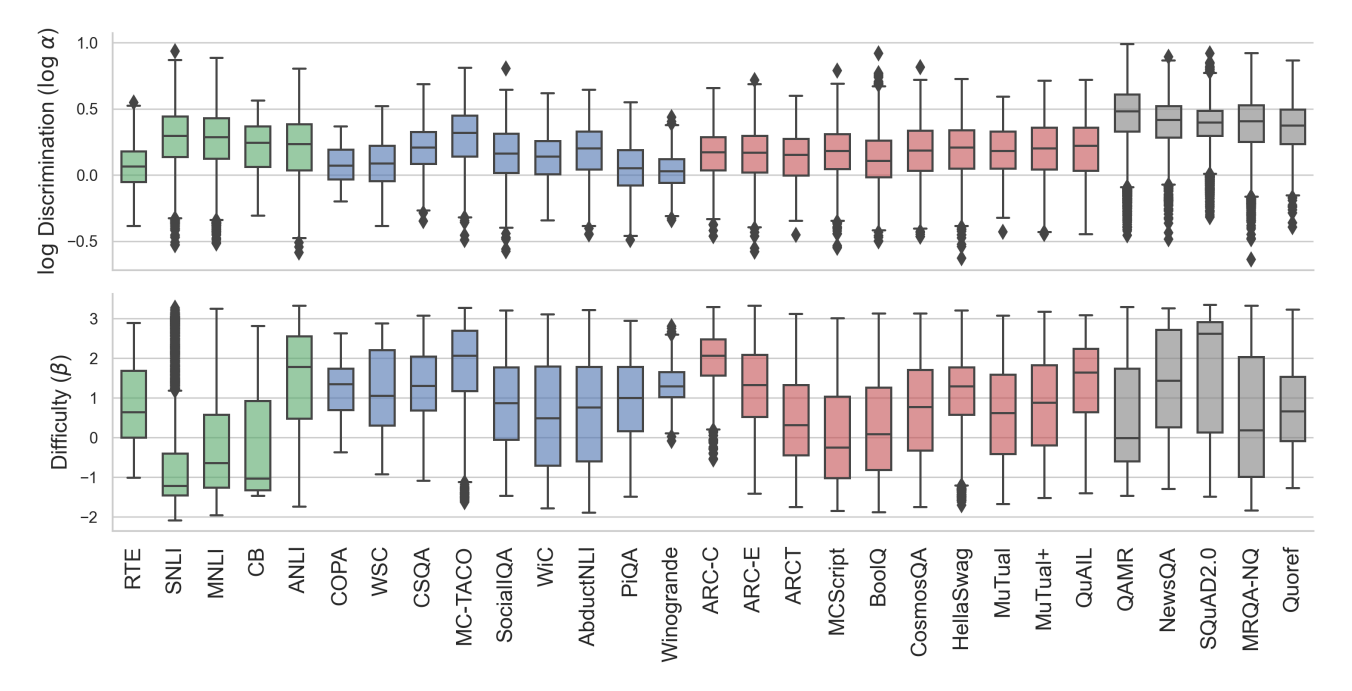 log Discrimination (log α)
1.0
0.5
0.0
−0.5
Difficulty (β)
3
2
1
0
−1
−2
RTE
SNLI
MNLI
CB
ANLI
COPA
WSC
CSQA
MC-TACO
SocialIQA
WiC
AbductNLI
PiQA
Winogrande
ARC-C
ARC-E
ARCT
MCScript
BoolQ
CosmosQA
HellaSwag
MuTual
MuTual+
QuAIL
QAMR
NewsQA
SQuAD2.0
MRQA-NQ
Quoref